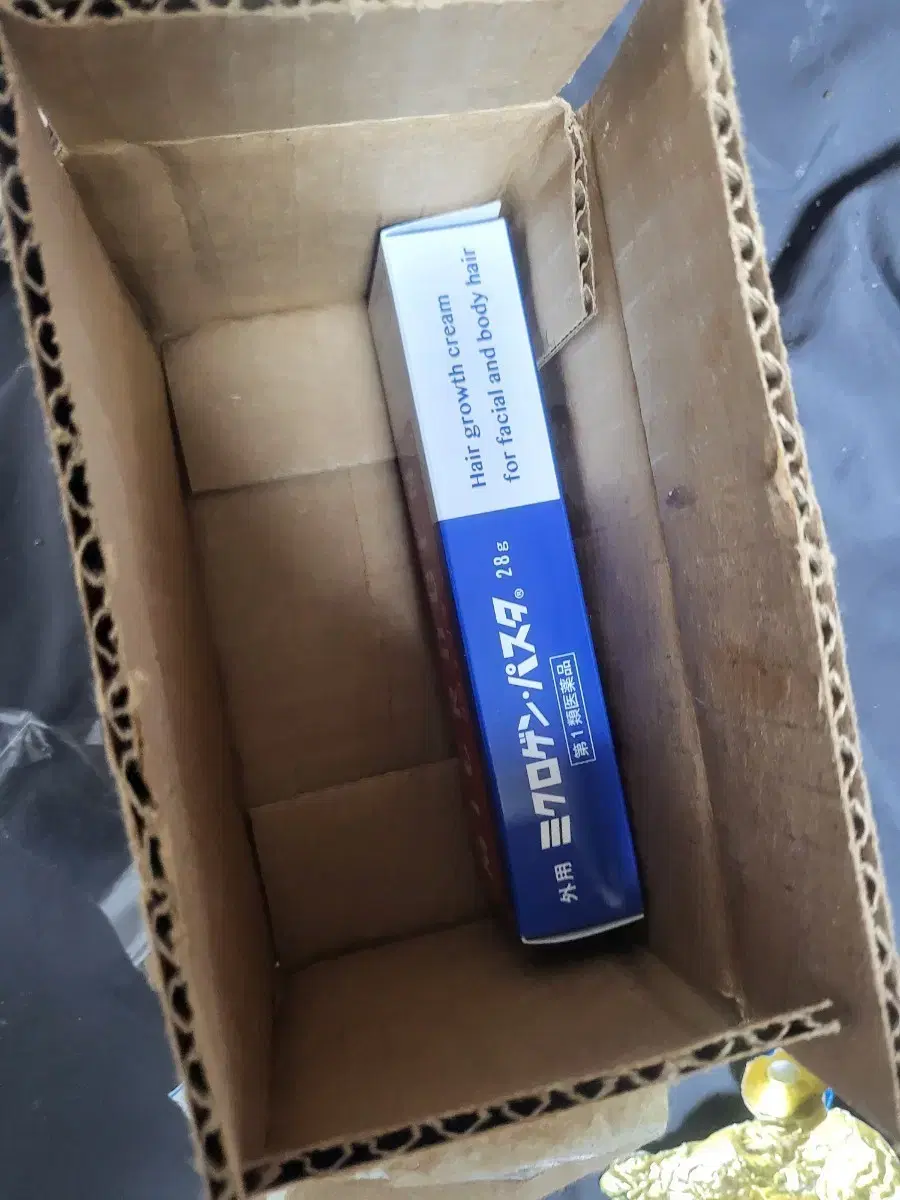 Hair growth cream
for facial and body hair
外用 ミクロゲン・パスタ® 28g
第1類医薬品